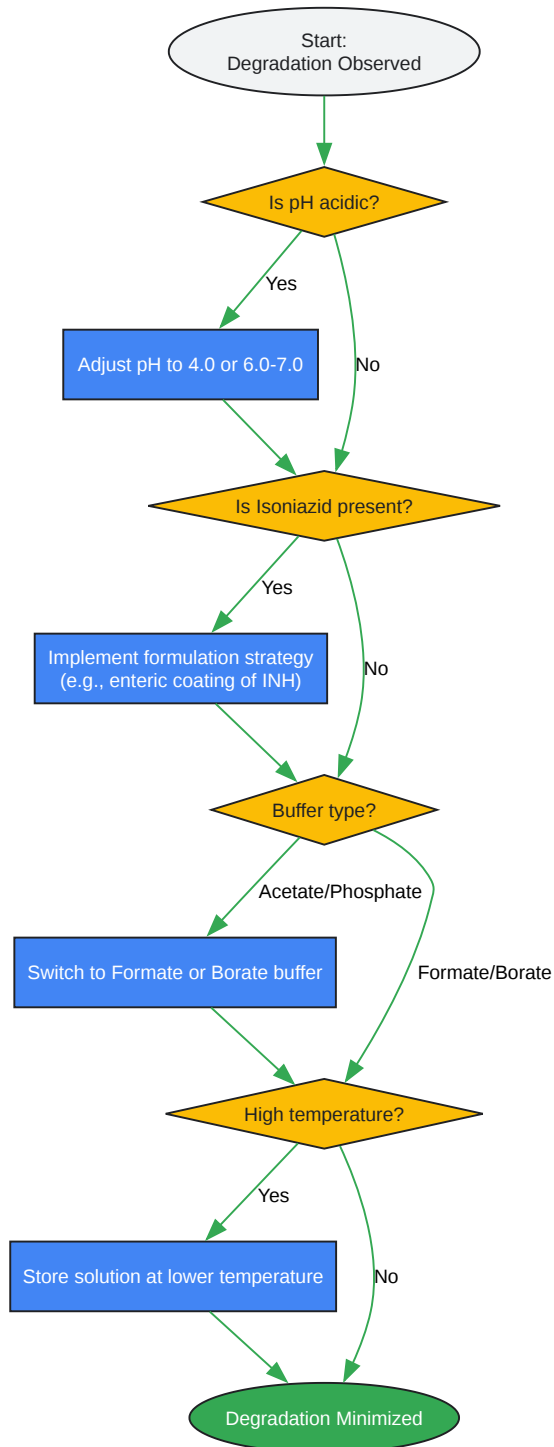 Start:
Degradation Observed
Is pH acidic?
Yes
Adjust pH to 4.0 or 6.0-7.0
No
Is Isoniazid present?
Yes
Implement formulation strategy
(e.g., enteric coating of INH)
No
Buffer type?
Acetate/Phosphate
Switch to Formate or Borate buffer
Formate/Borate
High temperature?
Yes
Store solution at lower temperature
No
Degradation Minimized